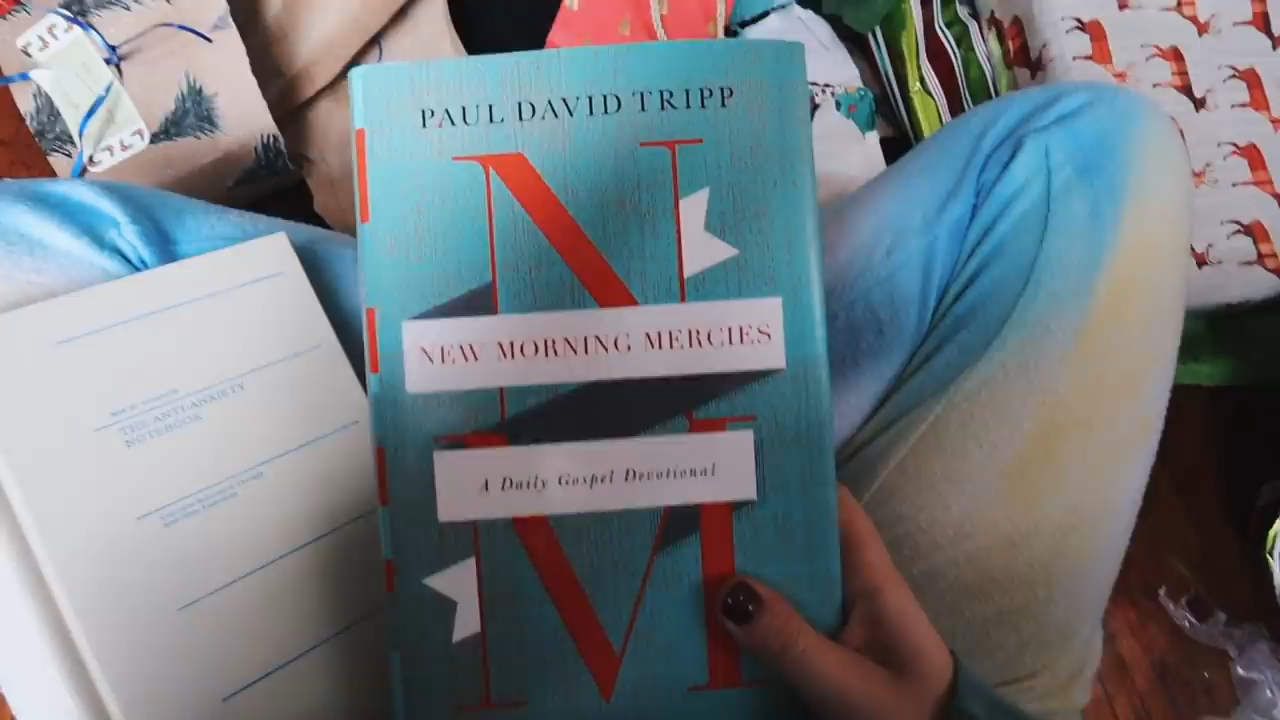 PAUL DAVID TRIPP
N
NEW MORNING MERCIES
A Daily Gospel Devotional
M
THE ANTI-ANXIETY
NOTEBOOK